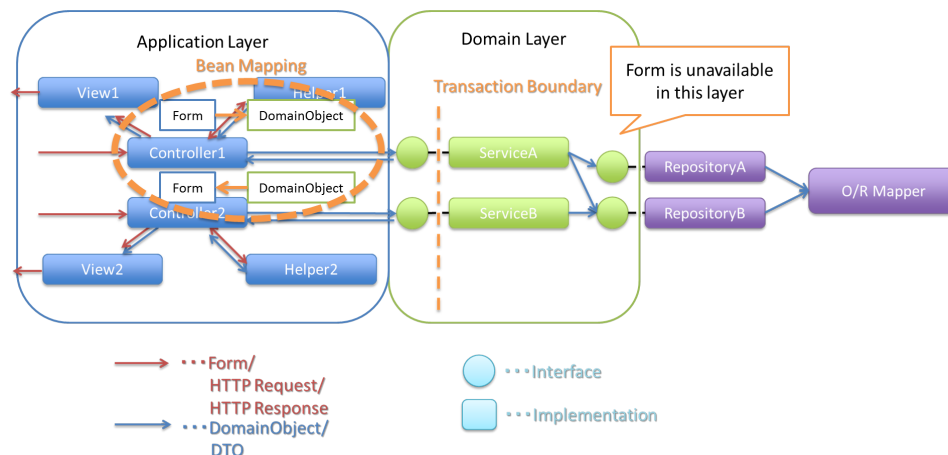 Application Layer
Domain Layer
Bean Mapping
Form is unavailable
in this layer
Transaction Boundary
View1
Helper1
Form
DomainObject
Controller1
ServiceA
RepositoryA
Form
DomainObject
O/R Mapper
Controller2
ServiceB
RepositoryB
View2
Helper2
・・・Form/
HTTP Request/
HTTP Response
・・・DomainObject/
DTO
・・・Interface
・・・Implementation